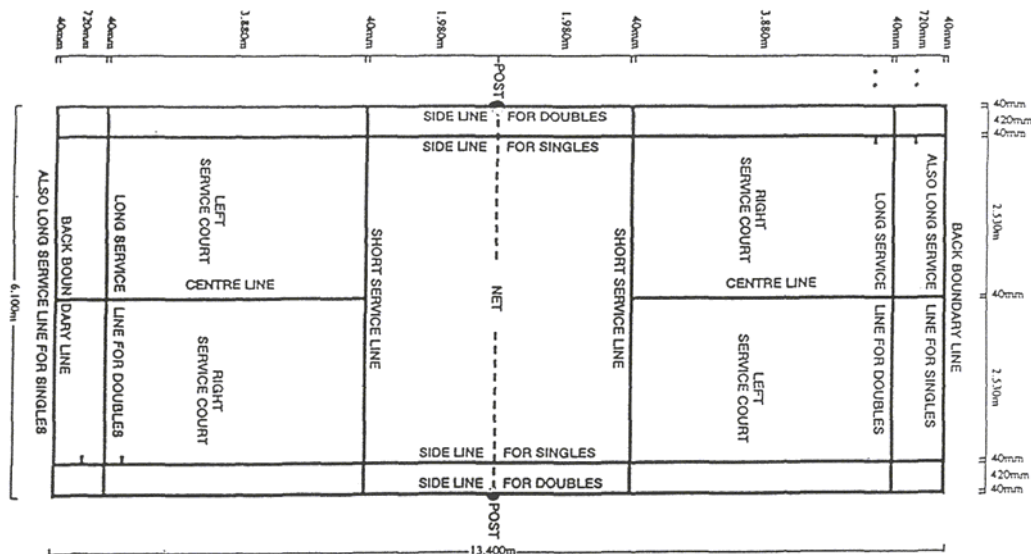 40mm
720mm
40mm
3.880m
40mm
1.980m
1.980m
40mm
3.880m
40mm
720mm
40mm
POST
* *
* *
SIDE LINE FOR DOUBLES
SIDE LINE FOR SINGLES
40mm
420mm
40mm
ALSO LONG SERVICE LINE FOR SINGLES
BACK BOUNDARY LINE
LONG SERVICE LINE FOR DOUBLES
LEFT
SERVICE COURT
CENTRE LINE
RIGHT
SERVICE COURT
SHORT SERVICE LINE
NET
SHORT SERVICE LINE
RIGHT
SERVICE COURT
CENTRE LINE
LEFT
SERVICE COURT
LONG SERVICE LINE FOR DOUBLES
ALSO LONG SERVICE LINE FOR SINGLES
BACK BOUNDARY LINE
2.530m
40mm
2.530m
6.100m
SIDE LINE FOR SINGLES
SIDE LINE FOR DOUBLES
40mm
420mm
40mm
POST
13.400m